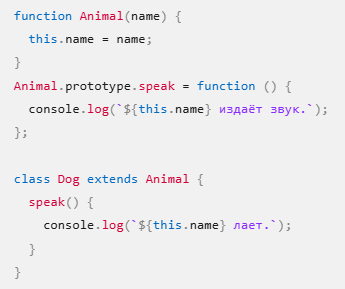 function Animal(name) {
  this.name = name;
}
Animal.prototype.speak = function () {
  console.log(`${this.name} издаёт звук.`);
};

class Dog extends Animal {
  speak() {
    console.log(`${this.name} лает.`);
  }
}